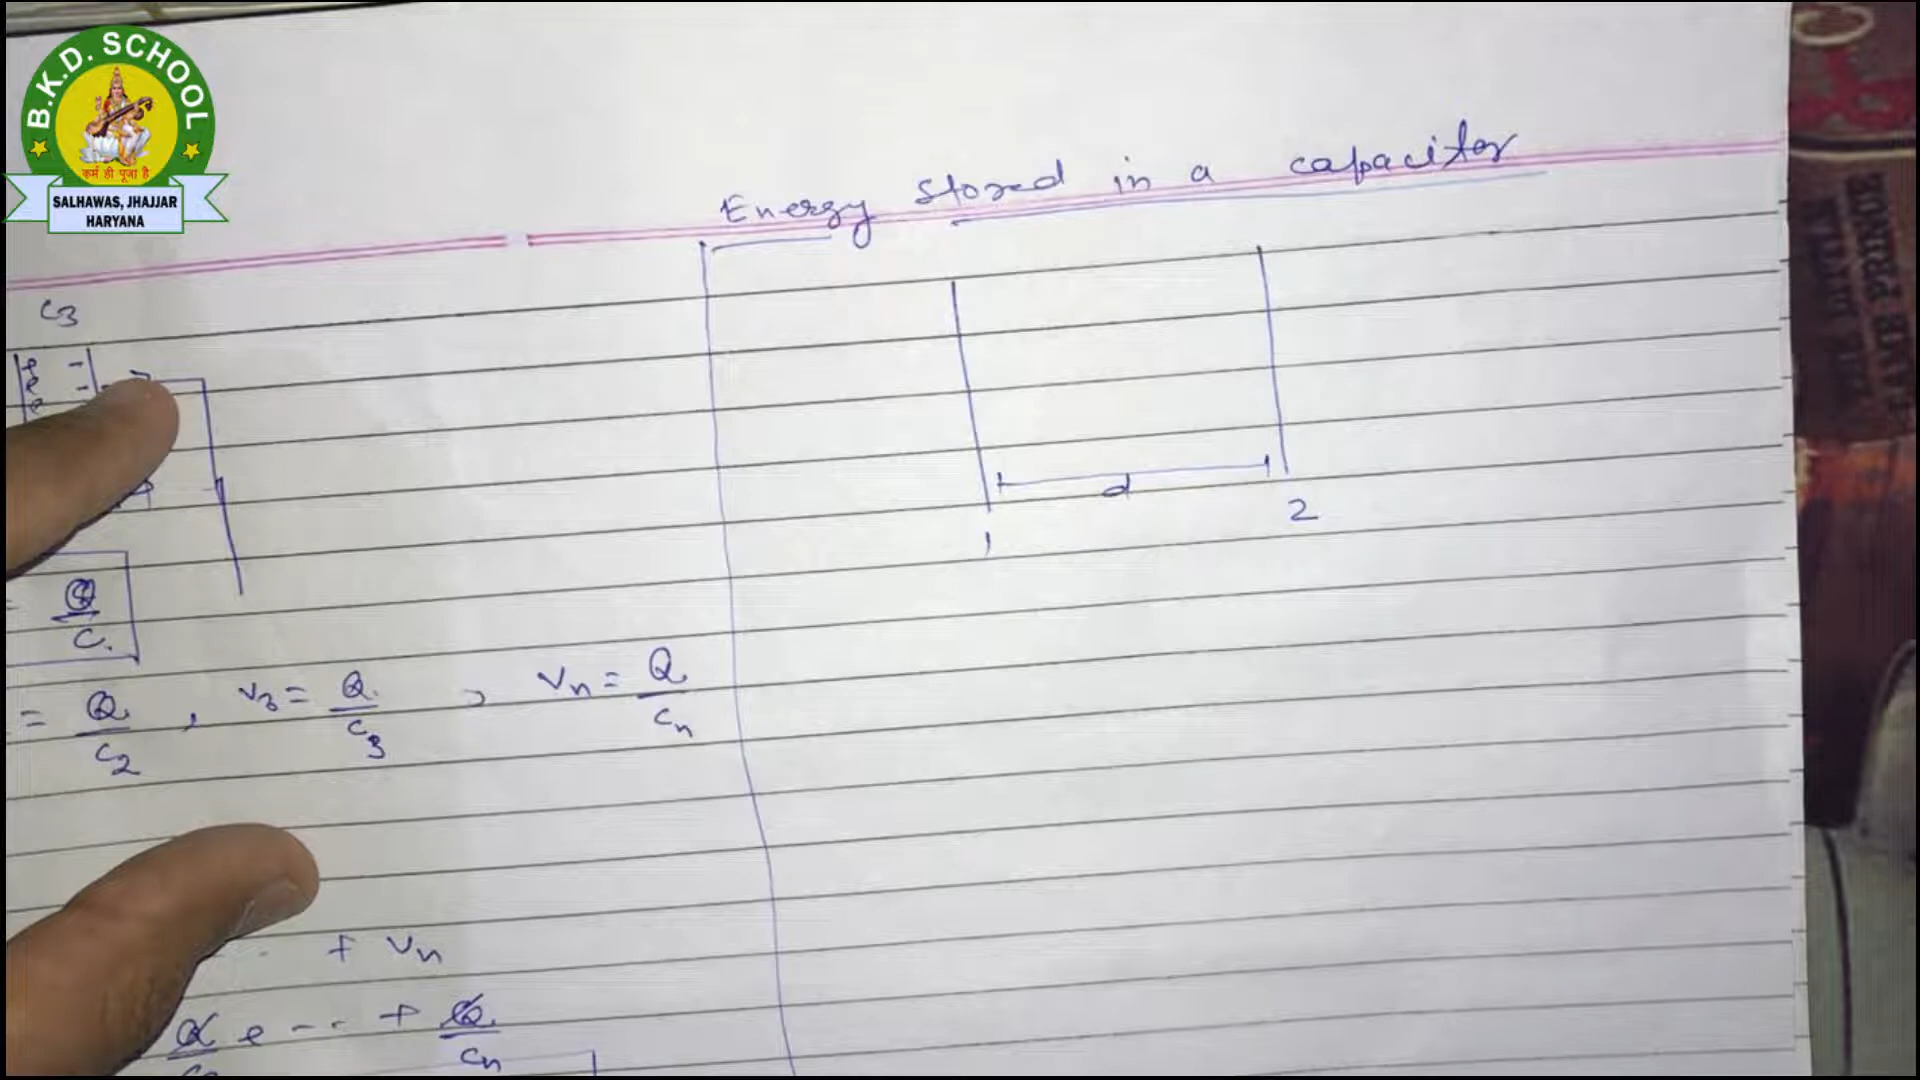 B.K.D. SCHOOL
कर्म ही पूजा है
SALHAWAS, JHAJJAR
HARYANA
Energy stored in a capacitor
C3
d
1
2
= Q/C.
= Q/C2 , V3 = Q/C3 , Vn = Q/Cn
+ Vn
Q + Q/Cn